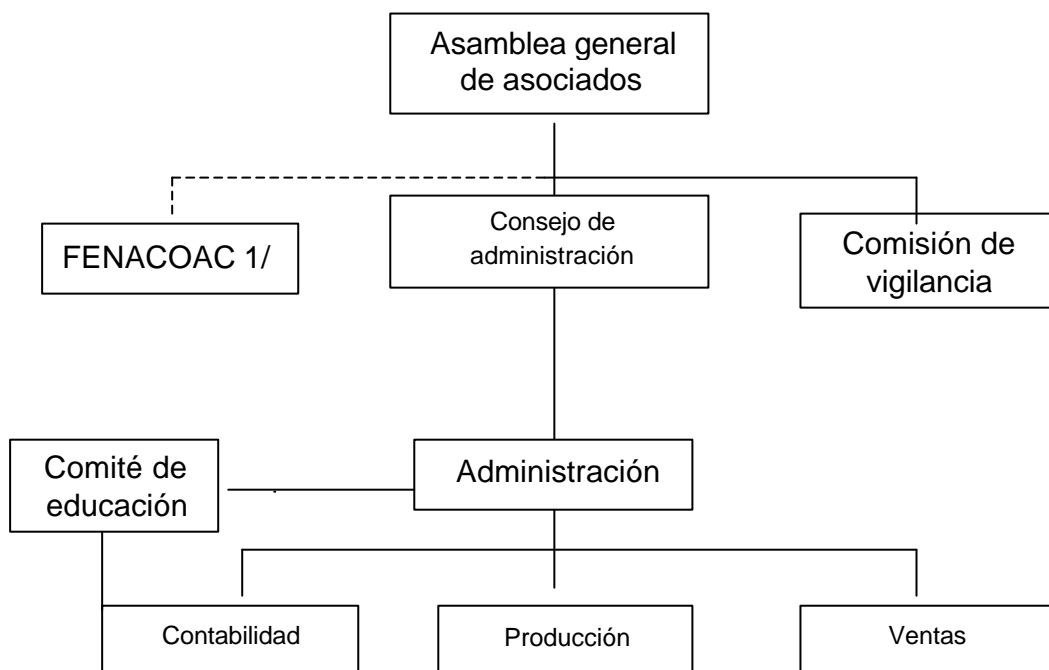 Asamblea general
de asociados
FENACOAC 1/
Consejo de
administración
Comisión de
vigilancia
Comité de
educación
Administración
Contabilidad
Producción
Ventas